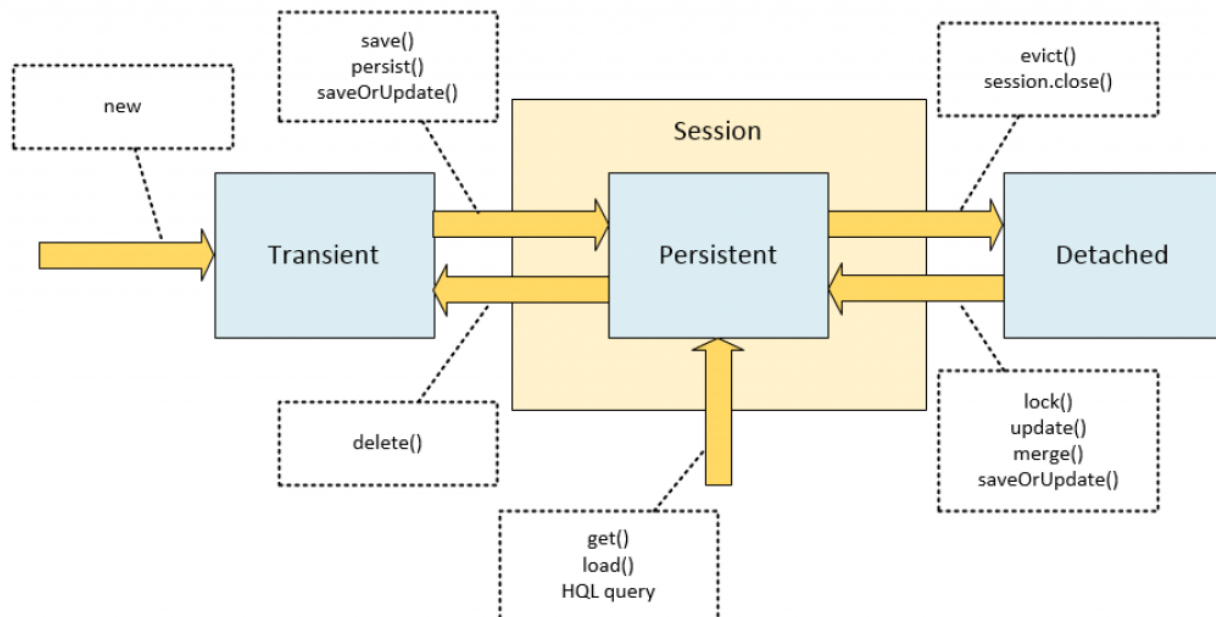 save()
persist()
saveOrUpdate()
evict()
session.close()
new
Session
Transient
Persistent
Detached
delete()
lock()
update()
merge()
saveOrUpdate()
get()
load()
HQL query